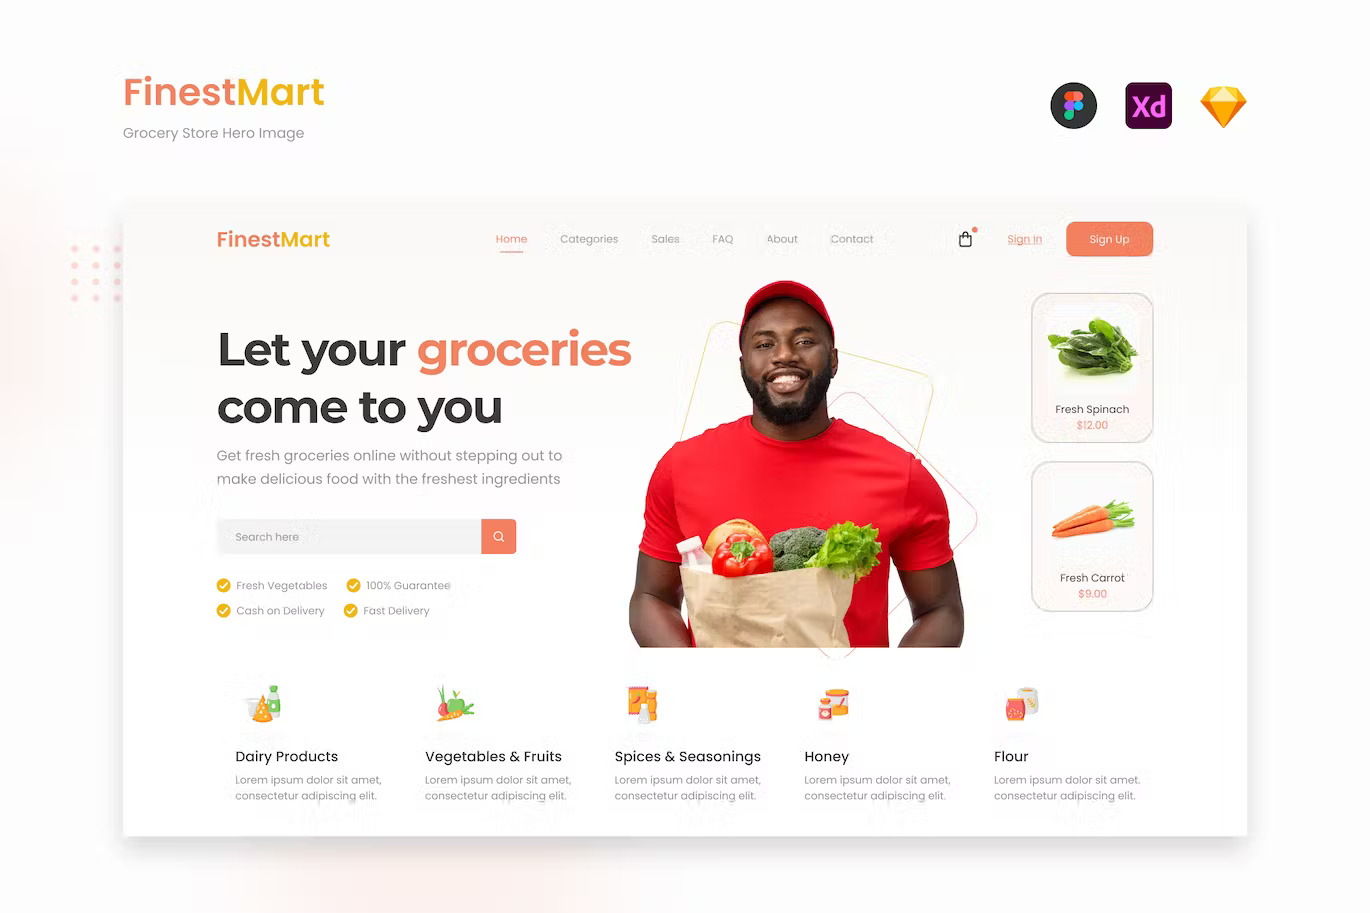 FinestMart
Grocery Store Hero Image
Xd
FinestMart
Home
Categories
Sales
FAQ
About
Contact
Sign In
Sign Up
Let your groceries
come to you
Get fresh groceries online without stepping out to
make delicious food with the freshest ingredients
Search here
Fresh Vegetables
100% Guarantee
Cash on Delivery
Fast Delivery
Fresh Spinach
$12.00
Fresh Carrot
$9.00
Dairy Products
Lorem ipsum dolor sit amet,
consectetur adipiscing elit.
Vegetables & Fruits
Lorem ipsum dolor sit amet,
consectetur adipiscing elit.
Spices & Seasonings
Lorem ipsum dolor sit amet,
consectetur adipiscing elit.
Honey
Lorem ipsum dolor sit amet,
consectetur adipiscing elit.
Flour
Lorem ipsum dolor sit amet.
consectetur adipiscing elit.